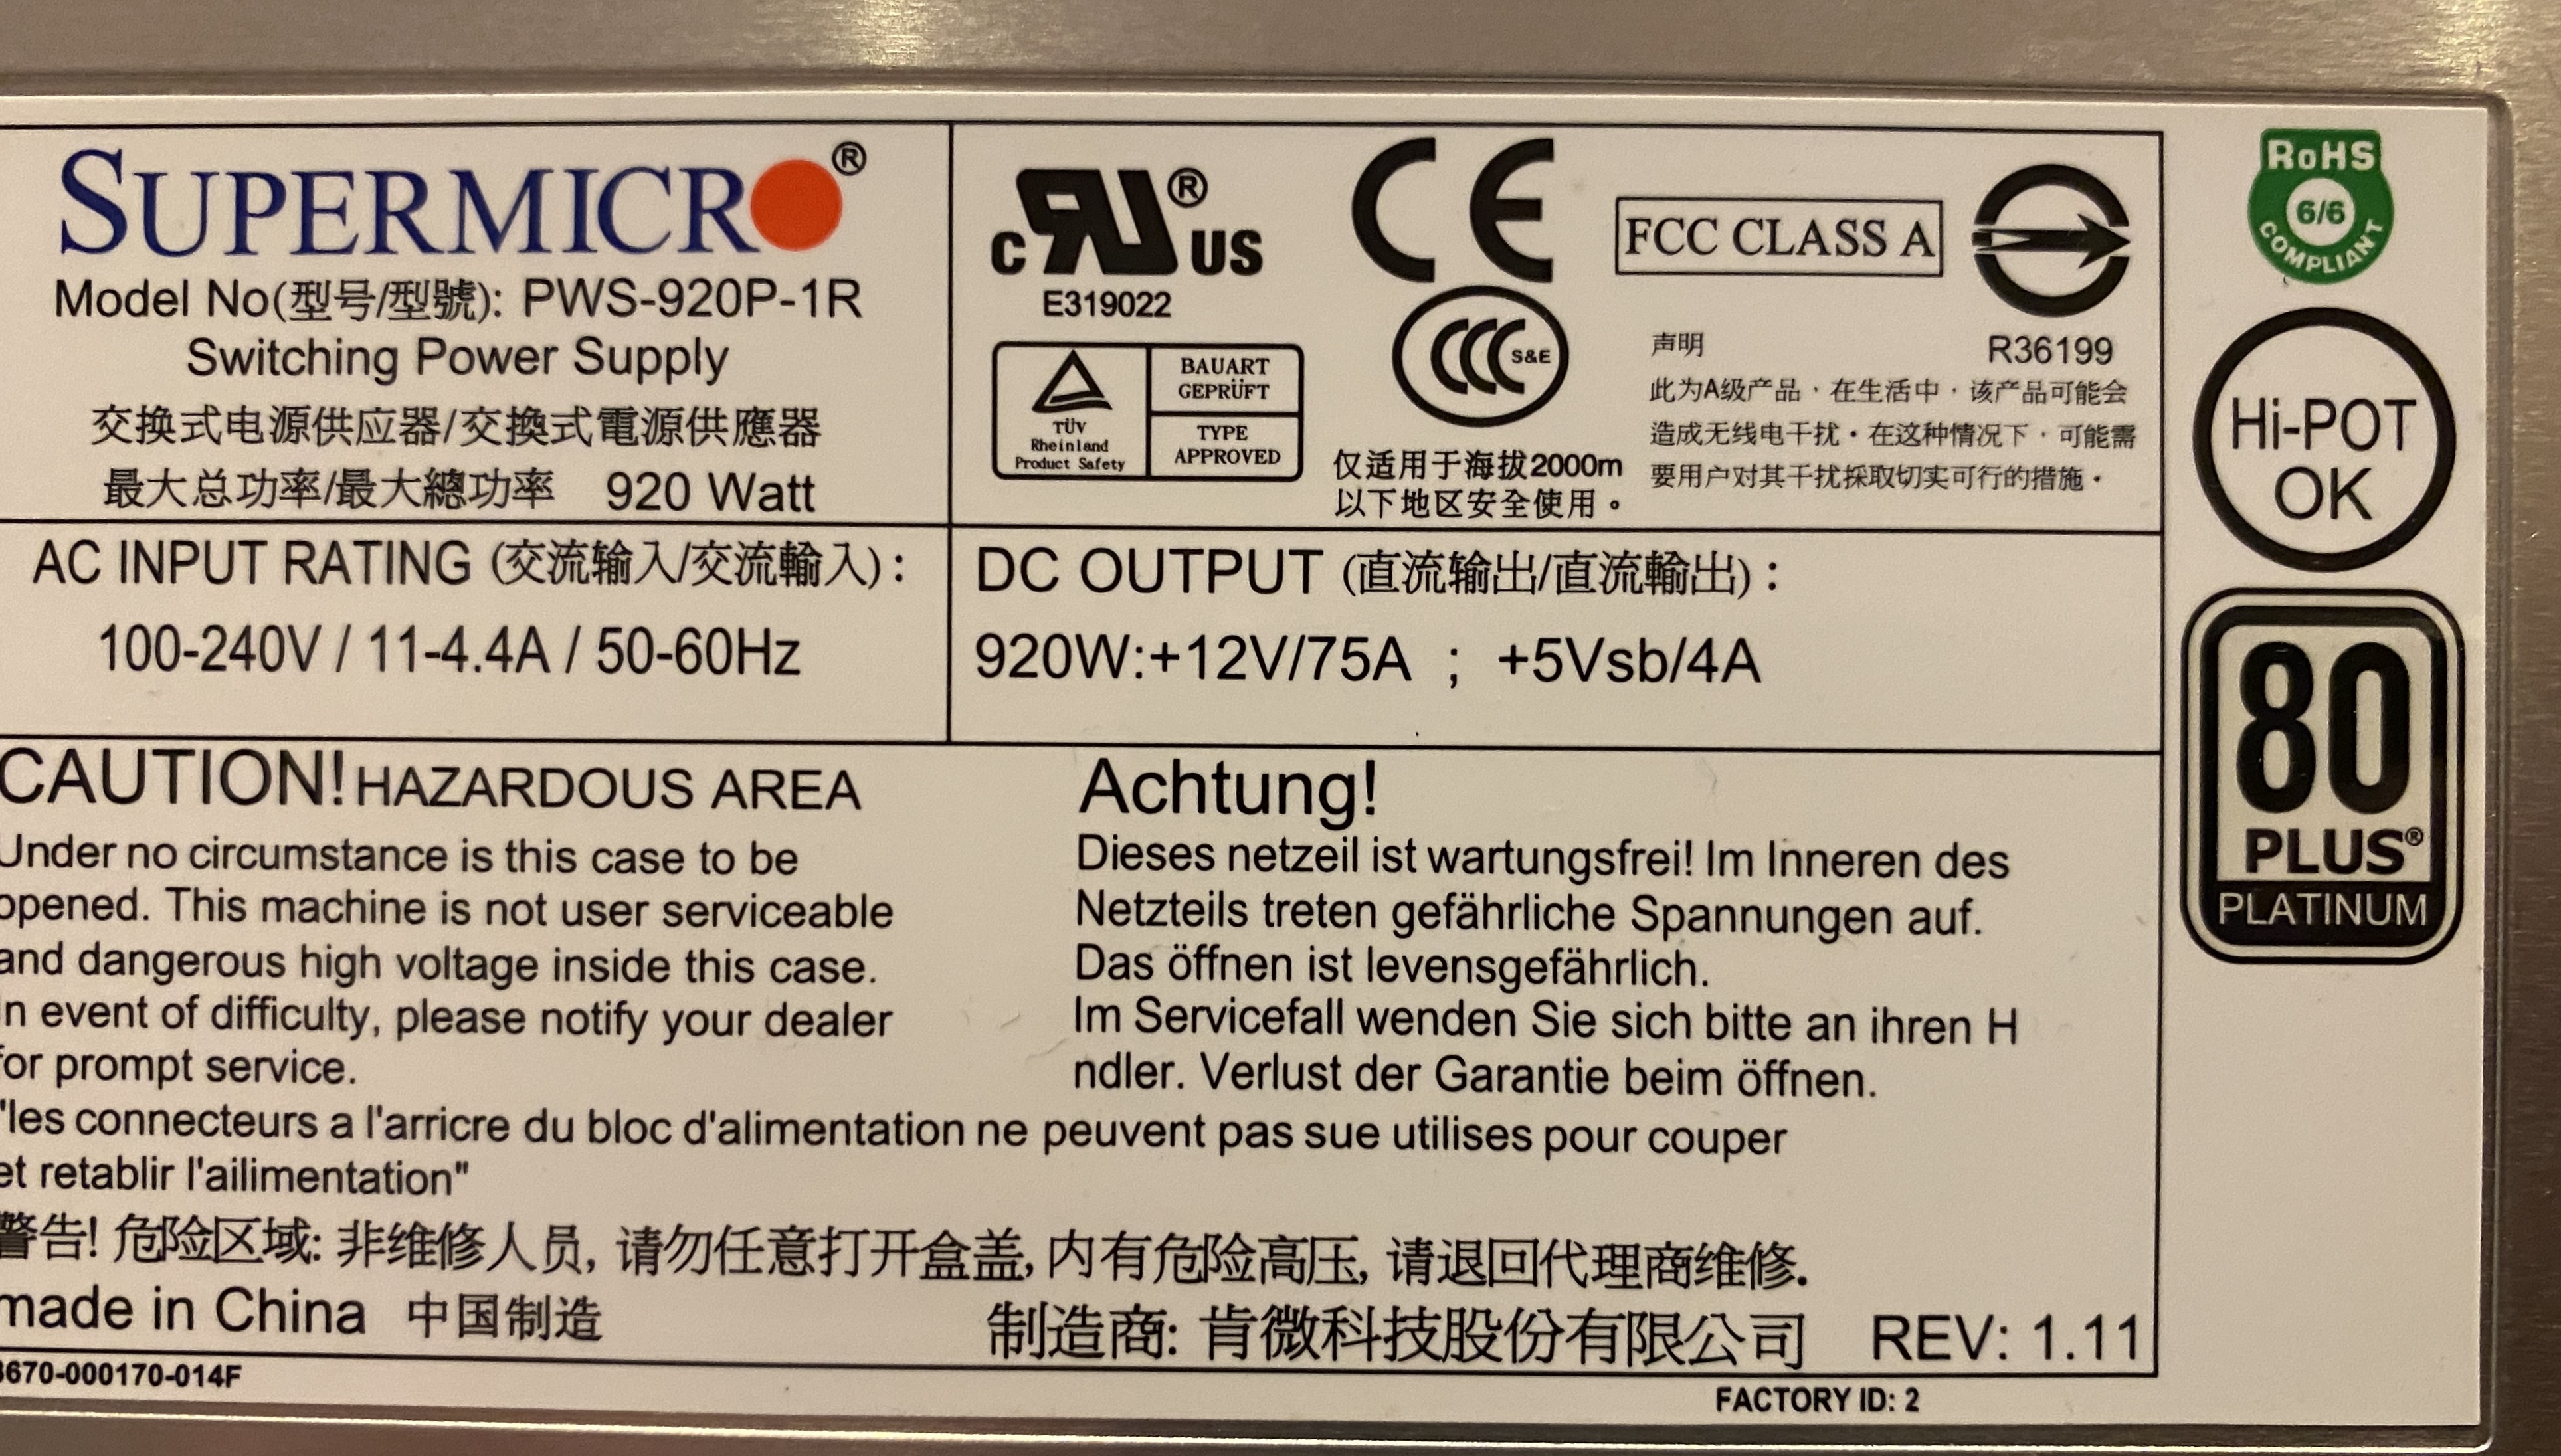 SUPERMICRO®
Model No(型号/型號): PWS-920P-1R
Switching Power Supply
交换式电源供应器/交換式電源供應器
最大总功率/最大總功率 920 Watt
c RU® US
E319022
CE
FCC CLASS A
R36199
TÜV
Rheinland
Product Safety
BAUART
GEPRÜFT
TYPE
APPROVED
CCC S&E
仅适用于海拔2000m
以下地区安全使用。
声明
此为A级产品，在生活中，该产品可能会
造成无线电干扰。在这种情况下，可能需
要用户对其干扰採取切实可行的措施。
RoHS
6/6
COMPLIANT
Hi-POT
OK
80
PLUS®
PLATINUM
AC INPUT RATING (交流输入/交流輸入):
100-240V / 11-4.4A / 50-60Hz
DC OUTPUT (直流输出/直流輸出):
920W:+12V/75A ; +5Vsb/4A
CAUTION! HAZARDOUS AREA
Under no circumstance is this case to be
opened. This machine is not user serviceable
and dangerous high voltage inside this case.
In event of difficulty, please notify your dealer
for prompt service.
Achtung!
Dieses netzeil ist wartungsfrei! Im Inneren des
Netzteils treten gefährliche Spannungen auf.
Das öffnen ist levensgefährlich.
Im Servicefall wenden Sie sich bitte an ihren H
ndler. Verlust der Garantie beim öffnen.
"les connecteurs a l'arricre du bloc d'alimentation ne peuvent pas sue utilises pour couper
et retablir l'ailimentation"
警告! 危险区域: 非维修人员, 请勿任意打开盒盖, 内有危险高压, 请退回代理商维修.
made in China 中国制造
制造商: 肯微科技股份有限公司 REV: 1.11
3670-000170-014F
FACTORY ID: 2